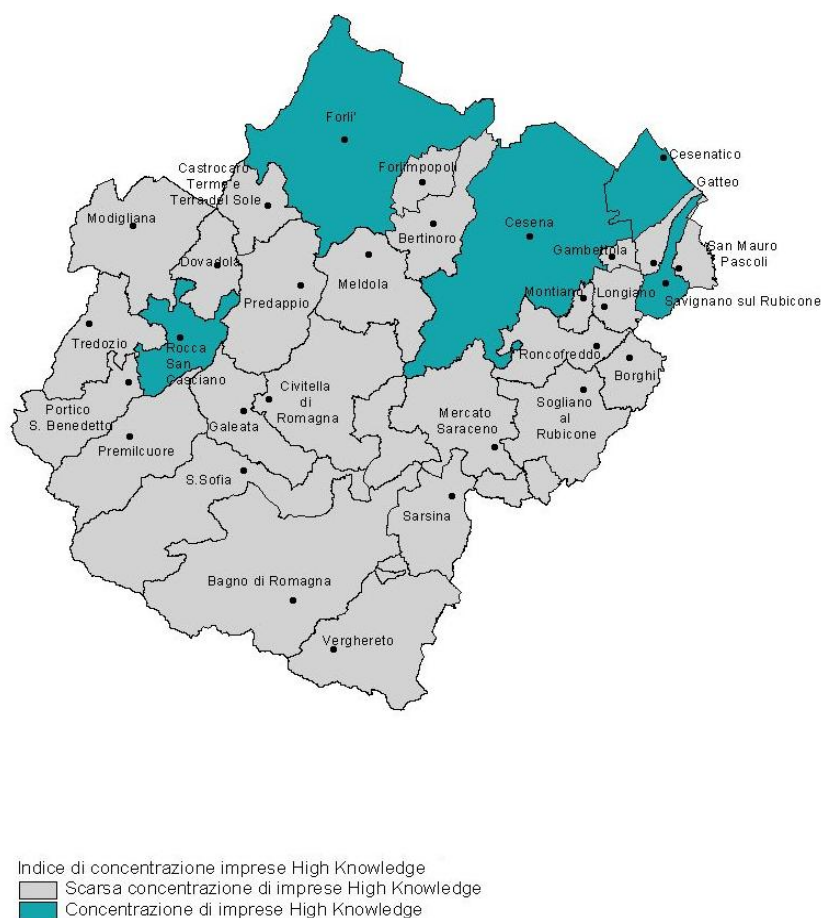 Forli'
Cesenatico
Castrocaro
Terme e
Terra del Sole
Forlimpopoli
Gatteo
Modigliana
Cesena
Bertinoro
Gambettola
San Mauro
Pascoli
Dovadola
Meldola
Predappio
Montiano
Longiano
Savignano sul Rubicone
Tredozio
Rocca
San
Casciano
Roncofreddo
Borghi
Civitella
di
Romagna
Portico
S. Benedetto
Galeata
Mercato
Saraceno
Sogliano
al
Rubicone
Premilcuore
S.Sofia
Sarsina
Bagno di Romagna
Verghereto
Indice di concentrazione imprese High Knowledge
Scarsa concentrazione di imprese High Knowledge
Concentrazione di imprese High Knowledge